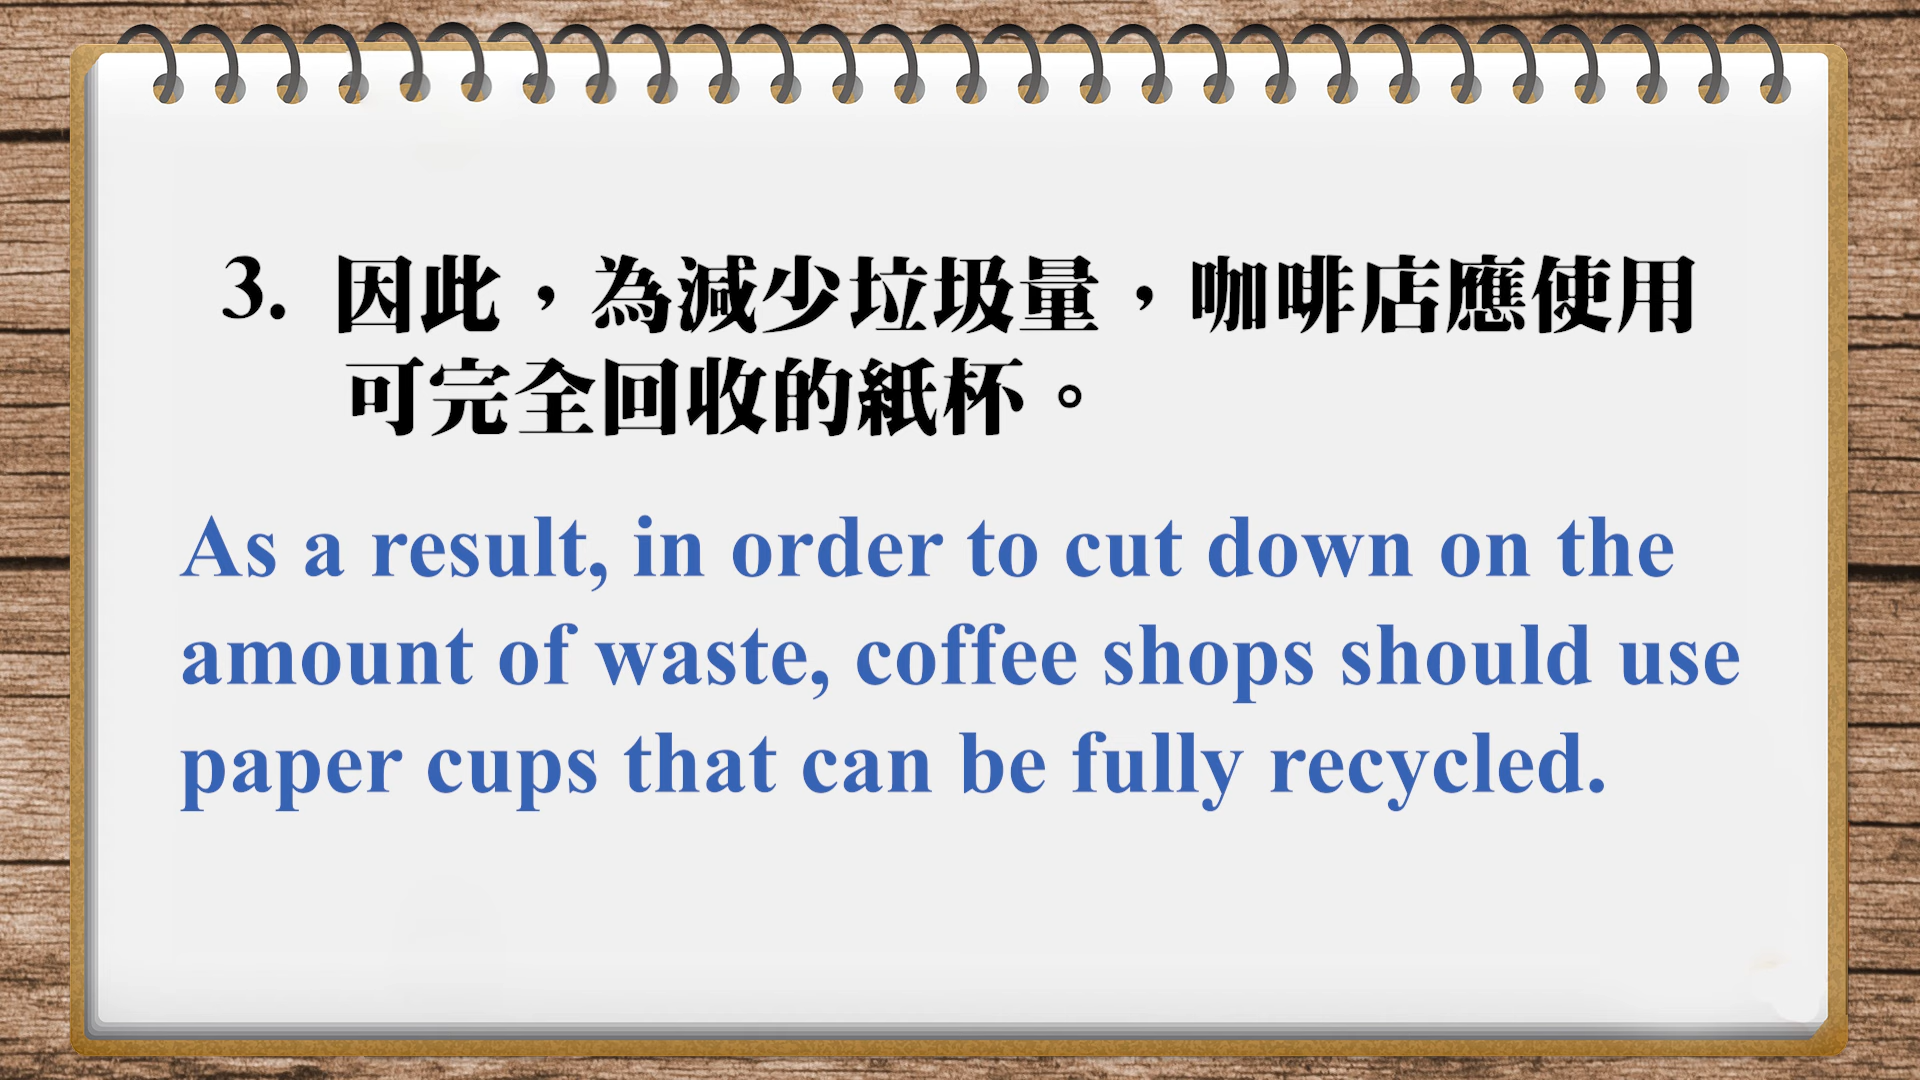 3. 因此，為減少垃圾量，咖啡店應使用
可完全回收的紙杯。
As a result, in order to cut down on the
amount of waste, coffee shops should use
paper cups that can be fully recycled.